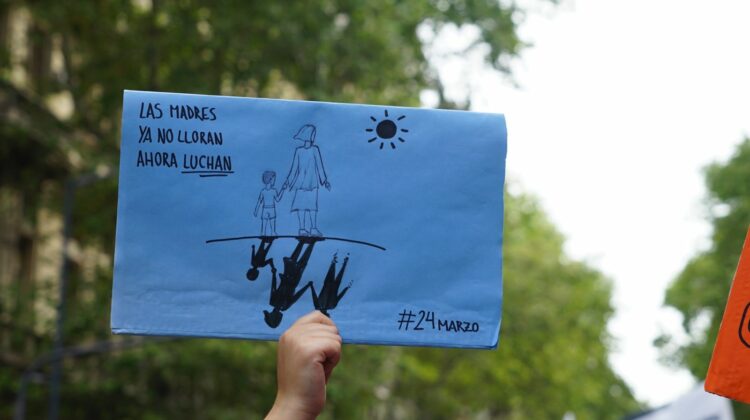 LAS MADRES
YA NO LLORAN
AHORA LUCHAN
#24 MARZO